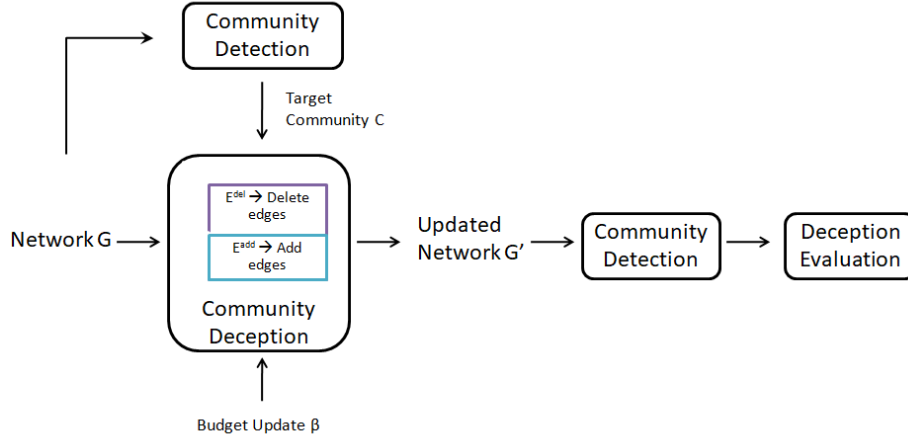 Community
Detection
Target
Community C
E^del → Delete
edges
E^add → Add
edges
Community
Deception
Network G
Updated
Network G’
Community
Detection
Deception
Evaluation
Budget Update β